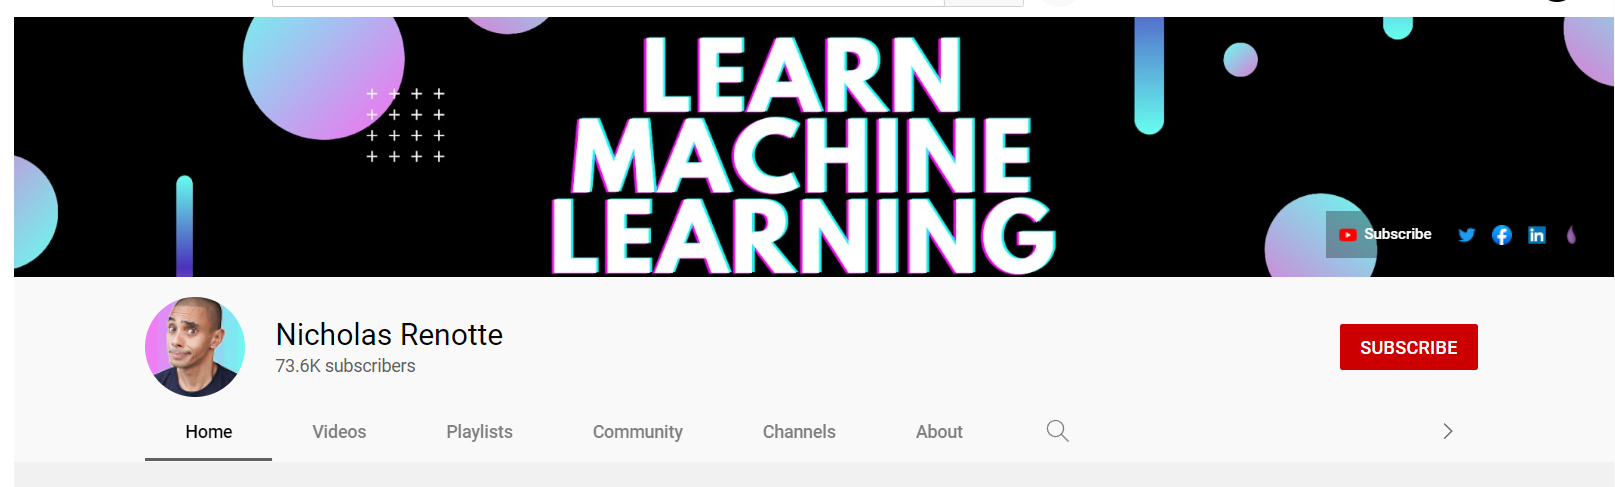 LEARN
MACHINE
LEARNING
Subscribe
Nicholas Renotte
73.6K subscribers
SUBSCRIBE
Home Videos Playlists Community Channels About